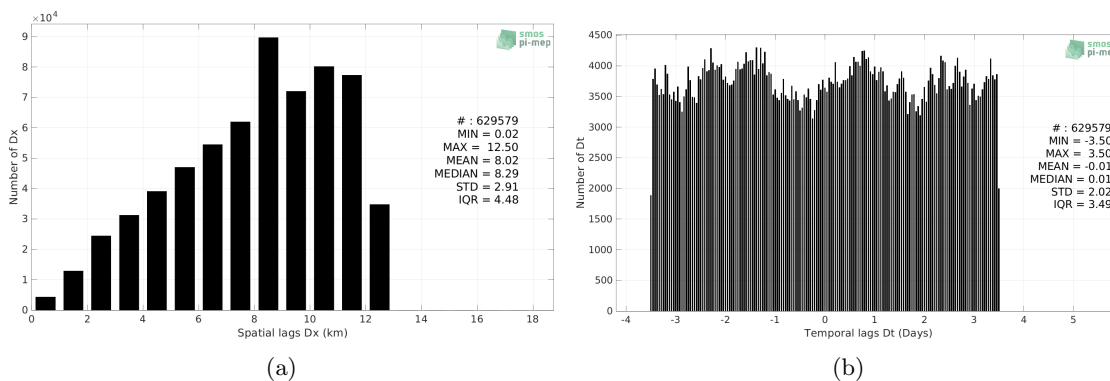 ×10⁴
9
8
7
6
5
4
3
2
1
0
Number of Dx
smos
pi-mep
# : 629579
MIN = 0.02
MAX = 12.50
MEAN = 8.02
MEDIAN = 8.29
STD = 2.91
IQR = 4.48
0 2 4 6 8 10 12 14 16 18
Spatial lags Dx (km)
(a)
4500
4000
3500
3000
2500
2000
1500
1000
500
0
Number of Dt
smos
pi-me
# : 629579
MIN = -3.50
MAX = 3.50
MEAN = -0.01
MEDIAN = 0.01
STD = 2.02
IQR = 3.49
-4 -3 -2 -1 0 1 2 3 4 5
Temporal lags Dt (Days)
(b)